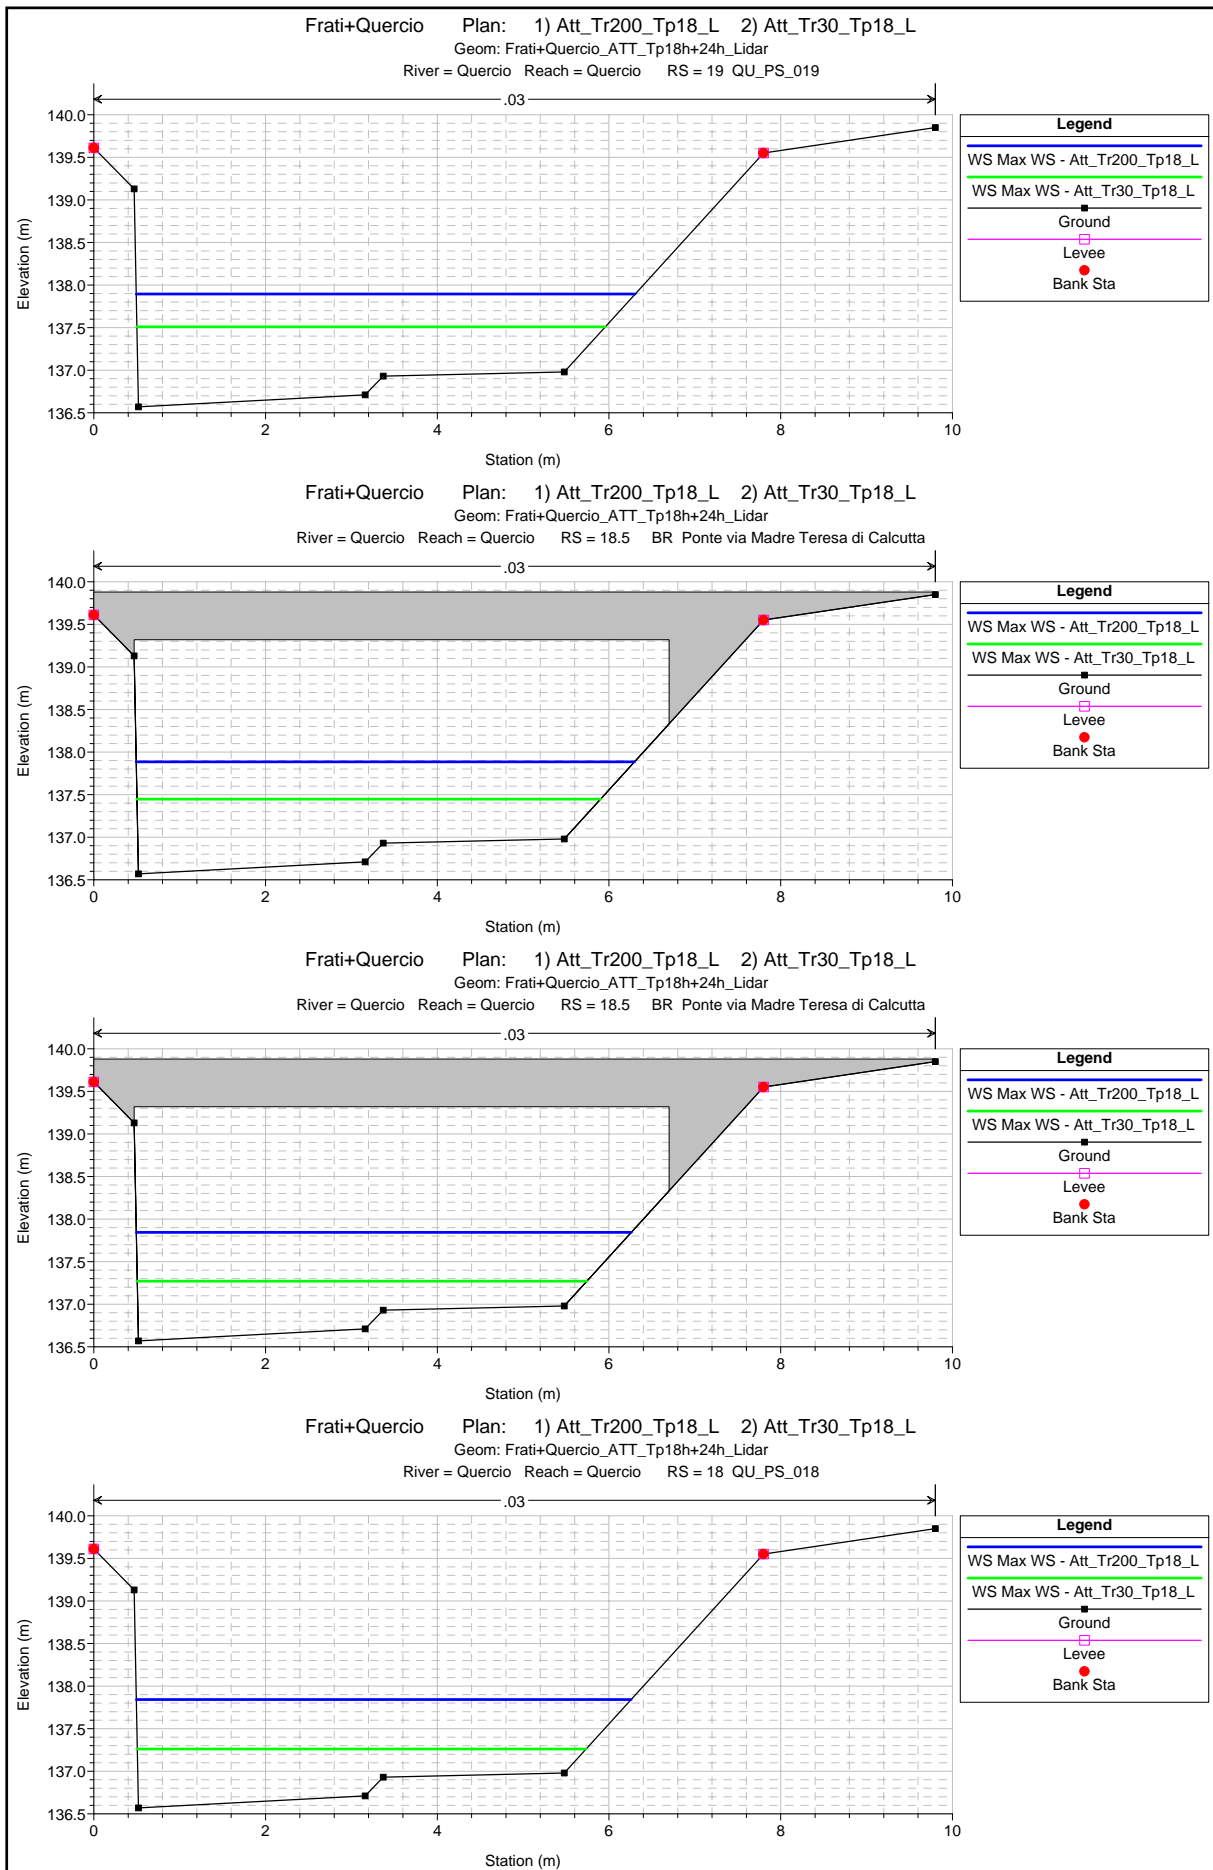 Frati+Quercio Plan: 1) Att_Tr200_Tp18_L 2) Att_Tr30_Tp18_L
Geom: Frati+Quercio_ATT_Tp18h+24h_Lidar
River = Quercio Reach = Quercio RS = 19 QU_PS_019
.03
140.0
139.5
139.0
138.5
138.0
137.5
137.0
136.5
Elevation (m)
0 2 4 6 8 10
Station (m)
Legend
WS Max WS - Att_Tr200_Tp18_L
WS Max WS - Att_Tr30_Tp18_L
Ground
Levee
Bank Sta
Frati+Quercio Plan: 1) Att_Tr200_Tp18_L 2) Att_Tr30_Tp18_L
Geom: Frati+Quercio_ATT_Tp18h+24h_Lidar
River = Quercio Reach = Quercio RS = 18.5 BR Ponte via Madre Teresa di Calcutta
.03
140.0
139.5
139.0
138.5
138.0
137.5
137.0
136.5
Elevation (m)
0 2 4 6 8 10
Station (m)
Legend
WS Max WS - Att_Tr200_Tp18_L
WS Max WS - Att_Tr30_Tp18_L
Ground
Levee
Bank Sta
Frati+Quercio Plan: 1) Att_Tr200_Tp18_L 2) Att_Tr30_Tp18_L
Geom: Frati+Quercio_ATT_Tp18h+24h_Lidar
River = Quercio Reach = Quercio RS = 18.5 BR Ponte via Madre Teresa di Calcutta
.03
140.0
139.5
139.0
138.5
138.0
137.5
137.0
136.5
Elevation (m)
0 2 4 6 8 10
Station (m)
Legend
WS Max WS - Att_Tr200_Tp18_L
WS Max WS - Att_Tr30_Tp18_L
Ground
Levee
Bank Sta
Frati+Quercio Plan: 1) Att_Tr200_Tp18_L 2) Att_Tr30_Tp18_L
Geom: Frati+Quercio_ATT_Tp18h+24h_Lidar
River = Quercio Reach = Quercio RS = 18 QU_PS_018
.03
140.0
139.5
139.0
138.5
138.0
137.5
137.0
136.5
Elevation (m)
0 2 4 6 8 10
Station (m)
Legend
WS Max WS - Att_Tr200_Tp18_L
WS Max WS - Att_Tr30_Tp18_L
Ground
Levee
Bank Sta